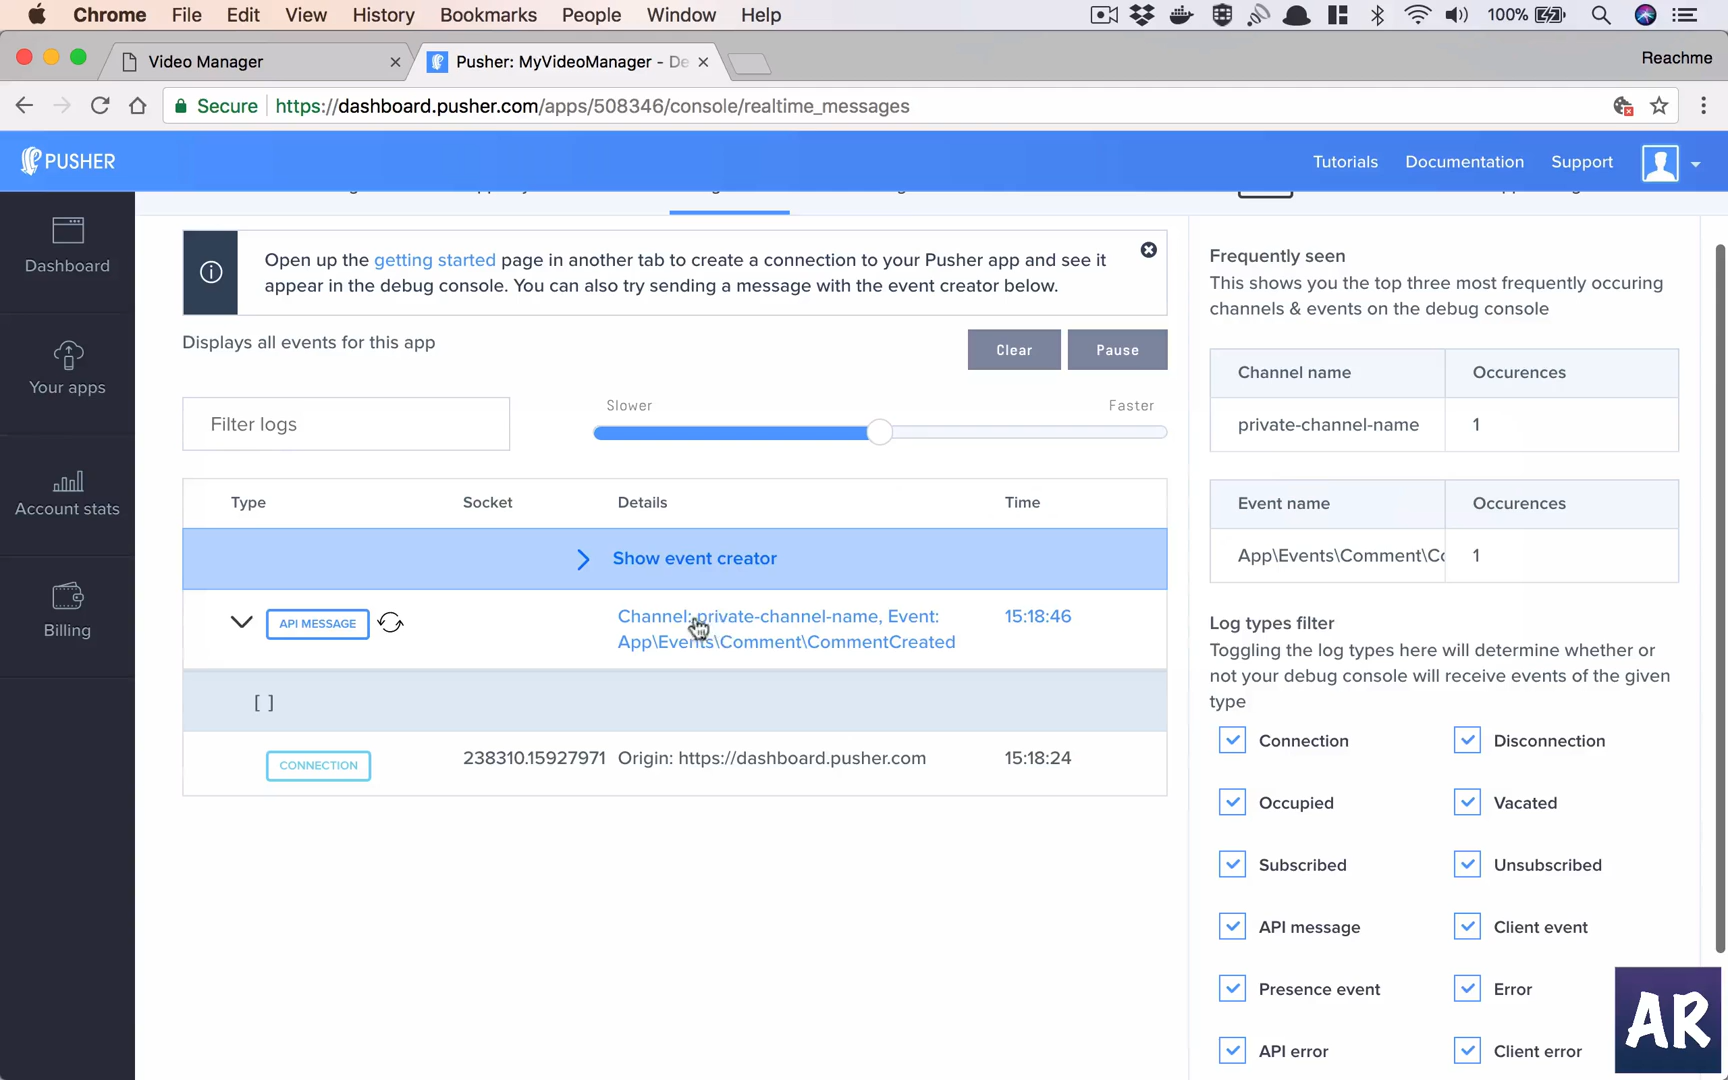 Chrome File Edit View History Bookmarks People Window Help 100%
Video Manager
Pusher: MyVideoManager - De
Reachme
Secure https://dashboard.pusher.com/apps/508346/console/realtime_messages
PUSHER
Tutorials Documentation Support
Dashboard
Your apps
Account stats
Billing
Open up the getting started page in another tab to create a connection to your Pusher app and see it
appear in the debug console. You can also try sending a message with the event creator below.
Displays all events for this app
Clear Pause
Filter logs
Slower Faster
Type Socket Details Time
Show event creator
API MESSAGE Channel: private-channel-name, Event: 15:18:46
App\Events\Comment\CommentCreated
[ ]
CONNECTION 238310.15927971 Origin: https://dashboard.pusher.com 15:18:24
Frequently seen
This shows you the top three most frequently occuring
channels & events on the debug console
Channel name Occurences
private-channel-name 1
Event name Occurences
App\Events\Comment\Co 1
Log types filter
Toggling the log types here will determine whether or
not your debug console will receive events of the given
type
Connection Disconnection
Occupied Vacated
Subscribed Unsubscribed
API message Client event
Presence event Error
API error Client error
AR